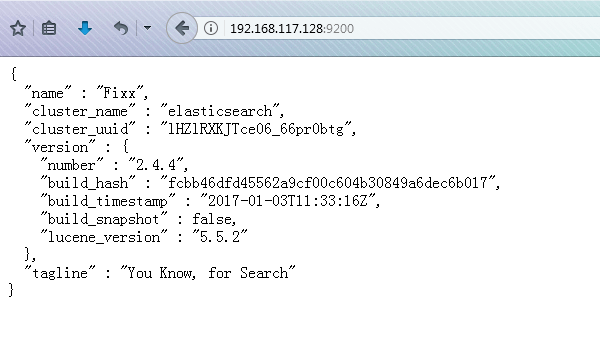 192.168.117.128:9200
{
  "name" : "Fixx",
  "cluster_name" : "elasticsearch",
  "cluster_uuid" : "lHZlRXKJTce06_66pr0btg",
  "version" : {
    "number" : "2.4.4",
    "build_hash" : "fcbb46dfd45562a9cf00c604b30849a6dec6b017",
    "build_timestamp" : "2017-01-03T11:33:16Z",
    "build_snapshot" : false,
    "lucene_version" : "5.5.2"
  },
  "tagline" : "You Know, for Search"
}